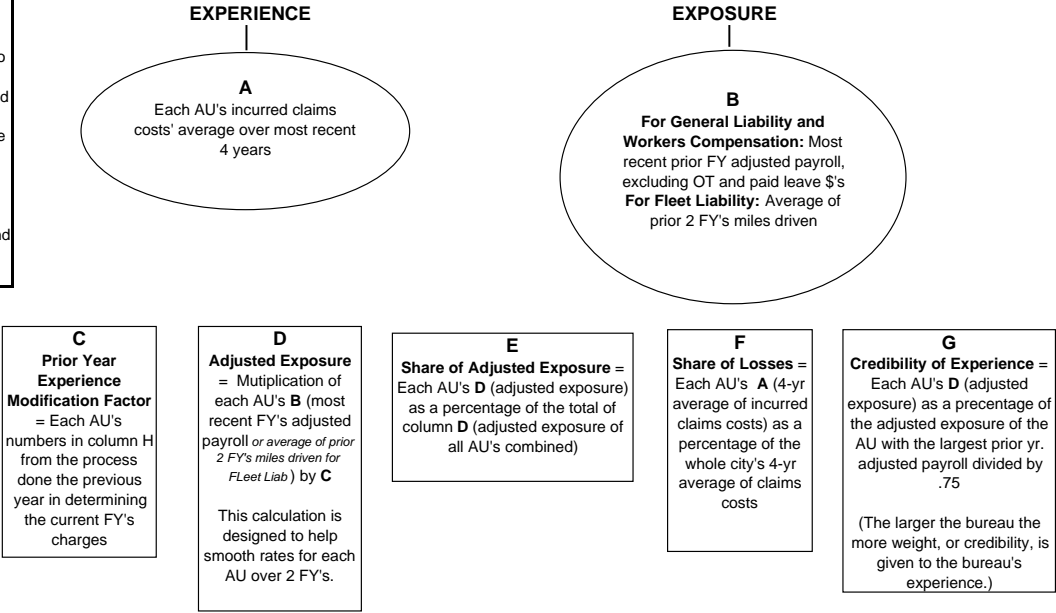 EXPERIENCE
A
Each AU's incurred claims
costs' average over most recent
4 years
EXPOSURE
B
For General Liability and
Workers Compensation: Most
recent prior FY adjusted payroll,
excluding OT and paid leave $'s
For Fleet Liability: Average of
prior 2 FY's miles driven
C
Prior Year
Experience
Modification Factor
= Each AU's
numbers in column H
from the process
done the previous
year in determining
the current FY's
charges
D
Adjusted Exposure
= Mutiplication of
each AU's B (most
recent FY's adjusted
payroll or average of prior
2 FY's miles driven for
FLeet Liab ) by C
This calculation is
designed to help
smooth rates for each
AU over 2 FY's.
E
Share of Adjusted Exposure =
Each AU's D (adjusted exposure)
as a percentage of the total of
column D (adjusted exposure of
all AU's combined)
F
Share of Losses =
Each AU's A (4-yr
average of incurred
claims costs) as a
percentage of the
whole city's 4-yr
average of claims
costs
G
Credibility of Experience =
Each AU's D (adjusted
exposure) as a precentage of
the adjusted exposure of the
AU with the largest prior yr.
adjusted payroll divided by
.75
(The larger the bureau the
more weight, or credibility, is
given to the bureau's
experience.)